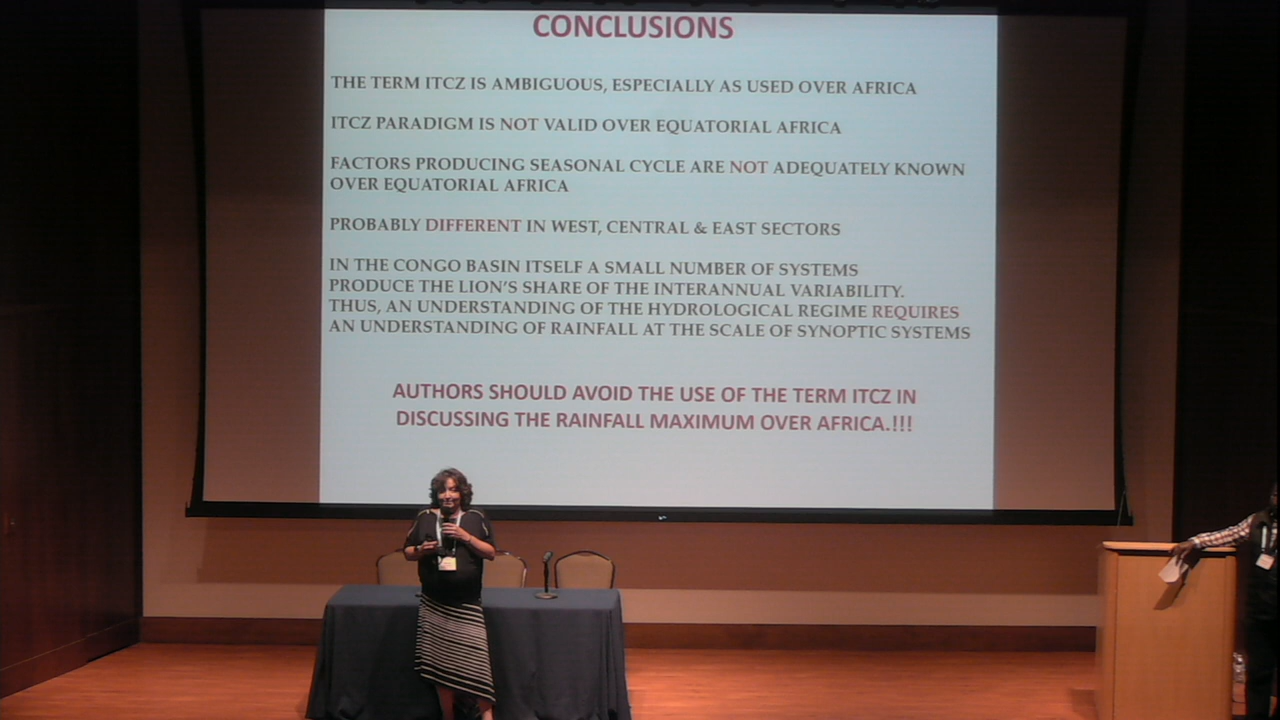 CONCLUSIONS
THE TERM ITCZ IS AMBIGUOUS, ESPECIALLY AS USED OVER AFRICA
ITCZ PARADIGM IS NOT VALID OVER EQUATORIAL AFRICA
FACTORS PRODUCING SEASONAL CYCLE ARE NOT ADEQUATELY KNOWN
OVER EQUATORIAL AFRICA
PROBABLY DIFFERENT IN WEST, CENTRAL & EAST SECTORS
IN THE CONGO BASIN ITSELF A SMALL NUMBER OF SYSTEMS
PRODUCE THE LION'S SHARE OF THE INTERANNUAL VARIABILITY.
THUS, AN UNDERSTANDING OF THE HYDROLOGICAL REGIME REQUIRES
AN UNDERSTANDING OF RAINFALL AT THE SCALE OF SYNOPTIC SYSTEMS
AUTHORS SHOULD AVOID THE USE OF THE TERM ITCZ IN
DISCUSSING THE RAINFALL MAXIMUM OVER AFRICA.!!!